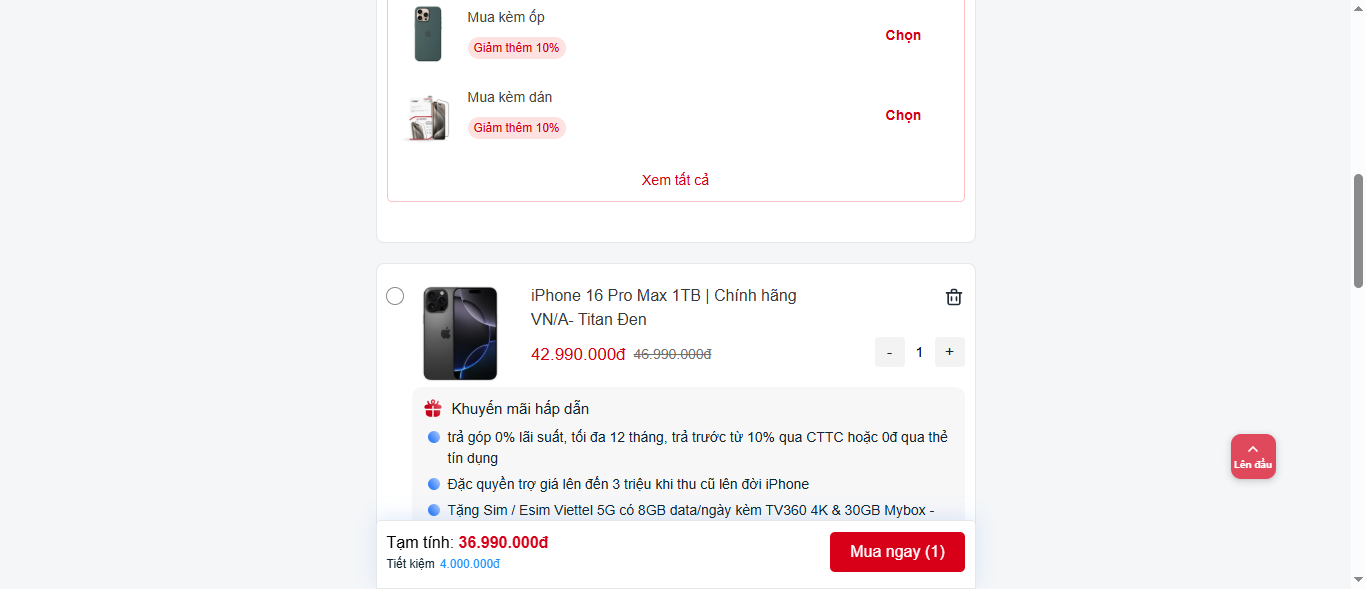 Mua kèm ốp
Giảm thêm 10%
Chọn
Mua kèm dán
Giảm thêm 10%
Chọn
Xem tất cả
iPhone 16 Pro Max 1TB | Chính hãng
VN/A- Titan Đen
42.990.000đ 46.990.000đ
- 1 +
Khuyến mãi hấp dẫn
trả góp 0% lãi suất, tối đa 12 tháng, trả trước từ 10% qua CTTC hoặc 0đ qua thẻ
tín dụng
Đặc quyền trợ giá lên đến 3 triệu khi thu cũ lên đời iPhone
Tặng Sim / Esim Viettel 5G có 8GB data/ngày kèm TV360 4K & 30GB Mybox -
Lên đầu
Tạm tính: 36.990.000đ
Tiết kiệm 4.000.000đ
Mua ngay (1)